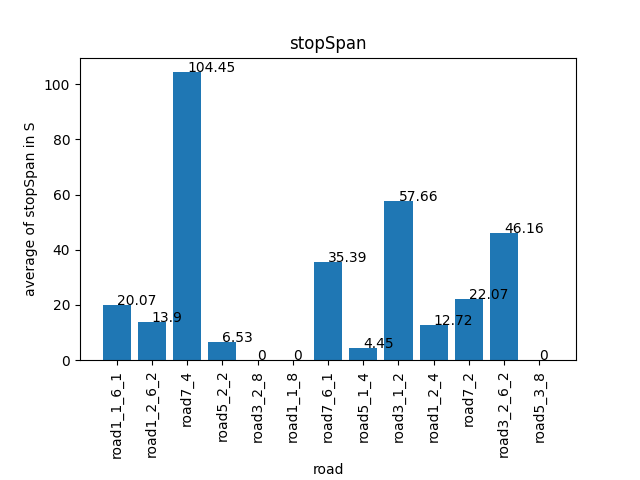 stopSpan
average of stopSpan in S
100
80
60
40
20
0
20.07
13.9
104.45
6.53
0
0
35.39
4.45
57.66
12.72
22.07
46.16
0
road1_1_6_1
road1_2_6_2
road7_4
road5_2_2
road3_2_8
road1_1_8
road7_6_1
road5_1_4
road3_1_2
road1_2_4
road7_2
road3_2_6_2
road5_3_8
road